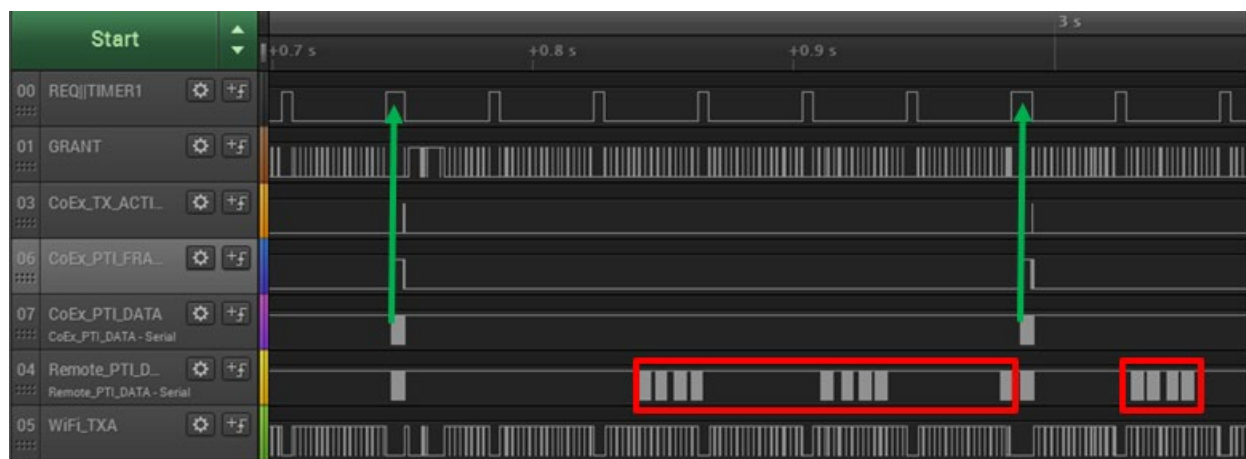 Start
3 s
+0.7 s
+0.8 s
+0.9 s
00 REQ||TIMER1
01 GRANT
03 CoEx_TX_ACTI...
06 CoEx_PTI_FRA...
07 CoEx_PTI_DATA
CoEx_PTI_DATA - Serial
04 Remote_PTI_D...
Remote_PTI_DATA - Serial
05 WiFi_TXA